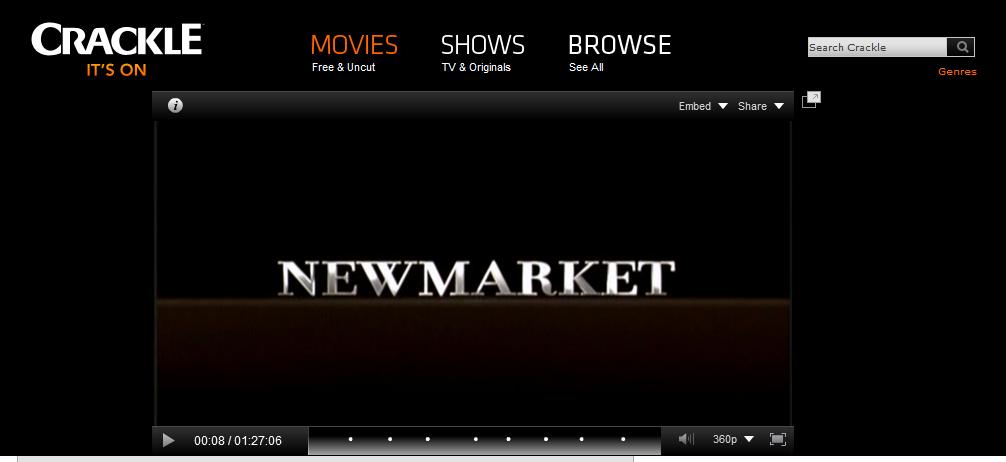 CRACKLE
IT'S ON
MOVIES
Free & Uncut
SHOWS
TV & Originals
BROWSE
See All
Search Crackle
Genres
i
Embed
Share
NEWMARKET
00:08 / 01:27:06
360p